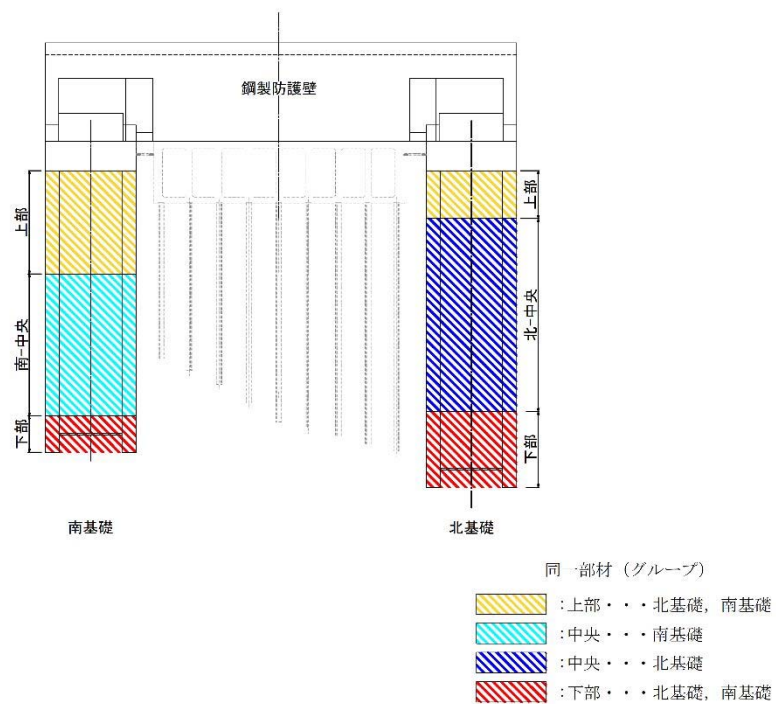 鋼製防護壁
上部
南-中央
下部
上部
北-中央
下部
南基礎
北基礎
同一部材（グループ）
：上部・・・北基礎，南基礎
：中央・・・南基礎
：中央・・・北基礎
：下部・・・北基礎，南基礎